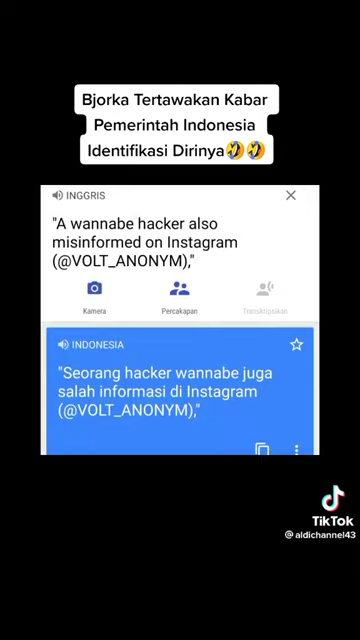 Bjorka Tertawakan Kabar
Pemerintah Indonesia
Identifikasi Dirinya🤣🤣
INGGRIS
"A wannabe hacker also
misinformed on Instagram
(@VOLT_ANONYM),"
Kamera
Percakapan
Transkripsikan
INDONESIA
"Seorang hacker wannabe juga
salah informasi di Instagram
(@VOLT_ANONYM),"
TikTok
@aldichannel43